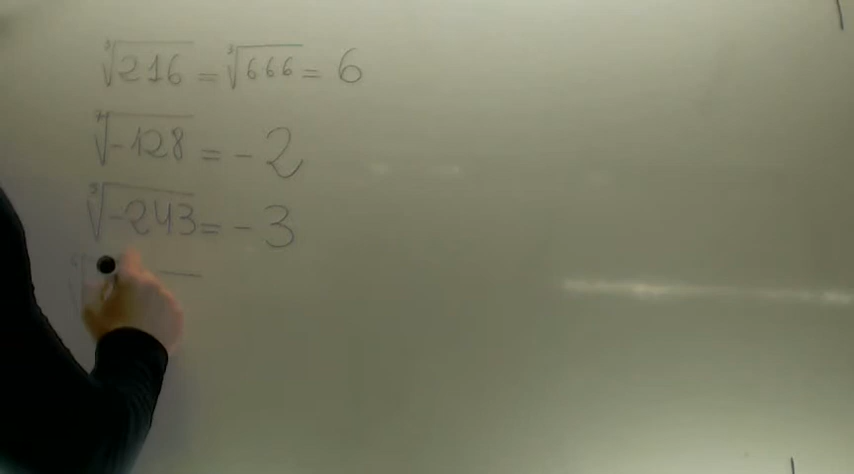 ∛216 = ∛666 = 6
⁷√-128 = - 2
⁵√-243 = - 3